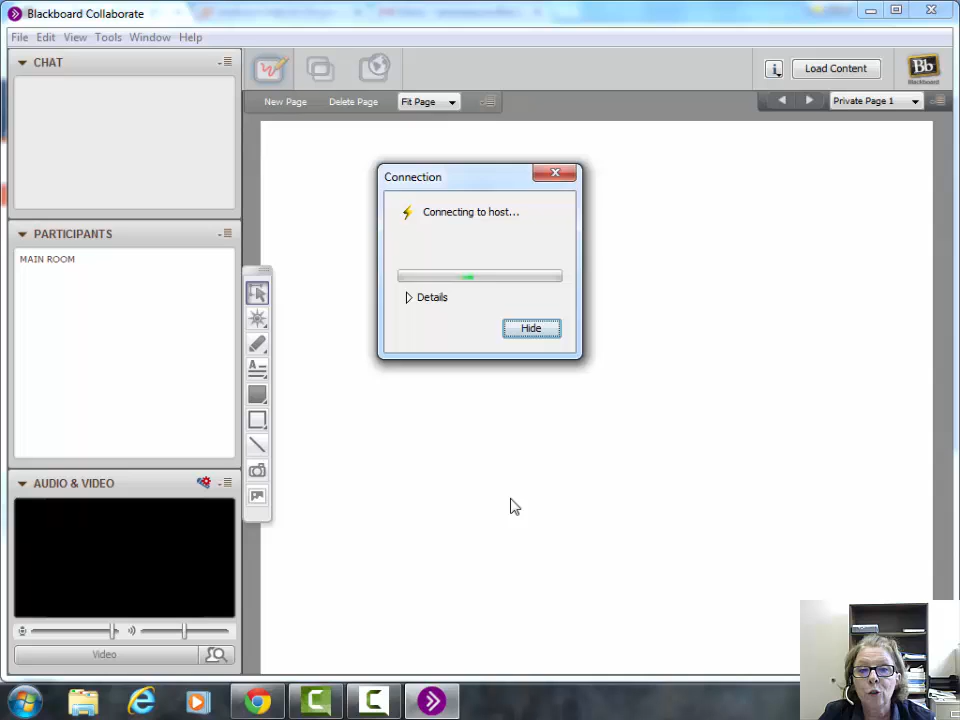 Blackboard Collaborate
File Edit View Tools Window Help
CHAT
Load Content
Bb
Blackboard
New Page Delete Page Fit Page
Private Page 1
Connection
Connecting to host...
Details
Hide
PARTICIPANTS
MAIN ROOM
AUDIO & VIDEO
Video